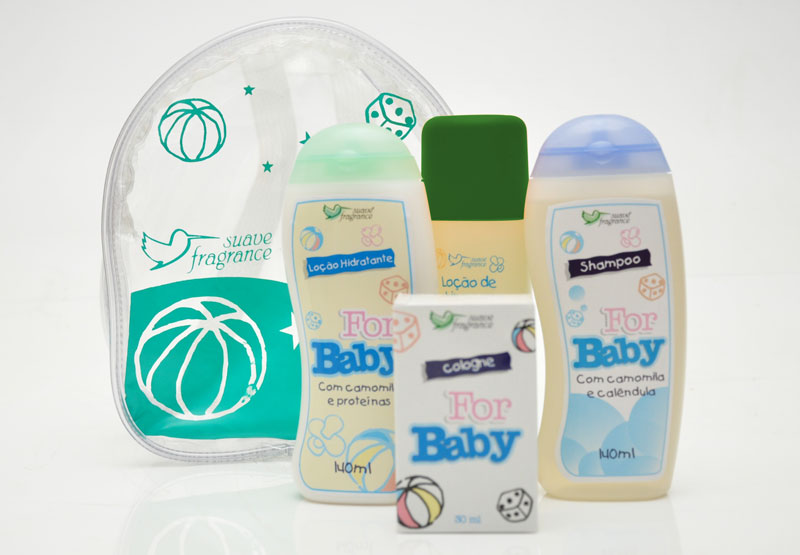 suave
fragrance
suave
fragrance
Loção Hidratante
For
Baby
Com camomila
e proteínas
140ml
suave
fragrance
Loção de
suave
fragrance
Cologne
For
Baby
30 ml
suave
fragrance
Shampoo
For
Baby
Com camomila
e calêndula
140ml